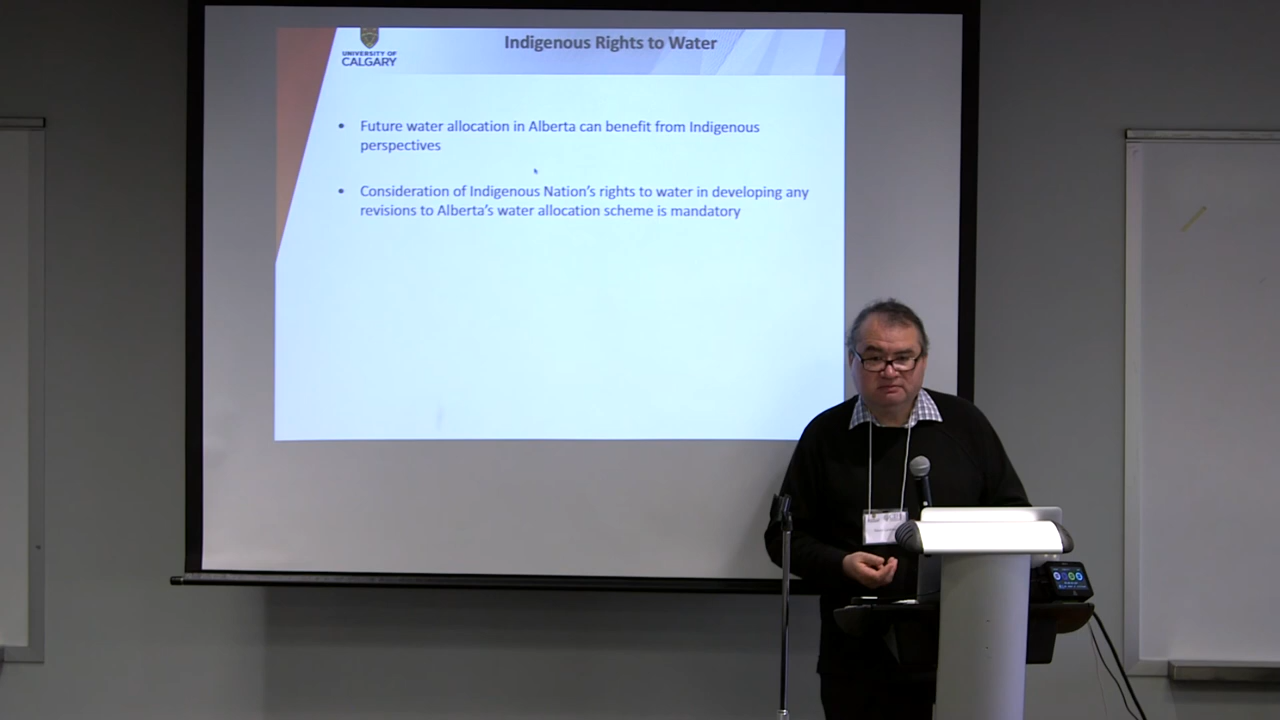 UNIVERSITY OF
CALGARY
Indigenous Rights to Water
• Future water allocation in Alberta can benefit from Indigenous
perspectives
• Consideration of Indigenous Nation's rights to water in developing any
revisions to Alberta's water allocation scheme is mandatory